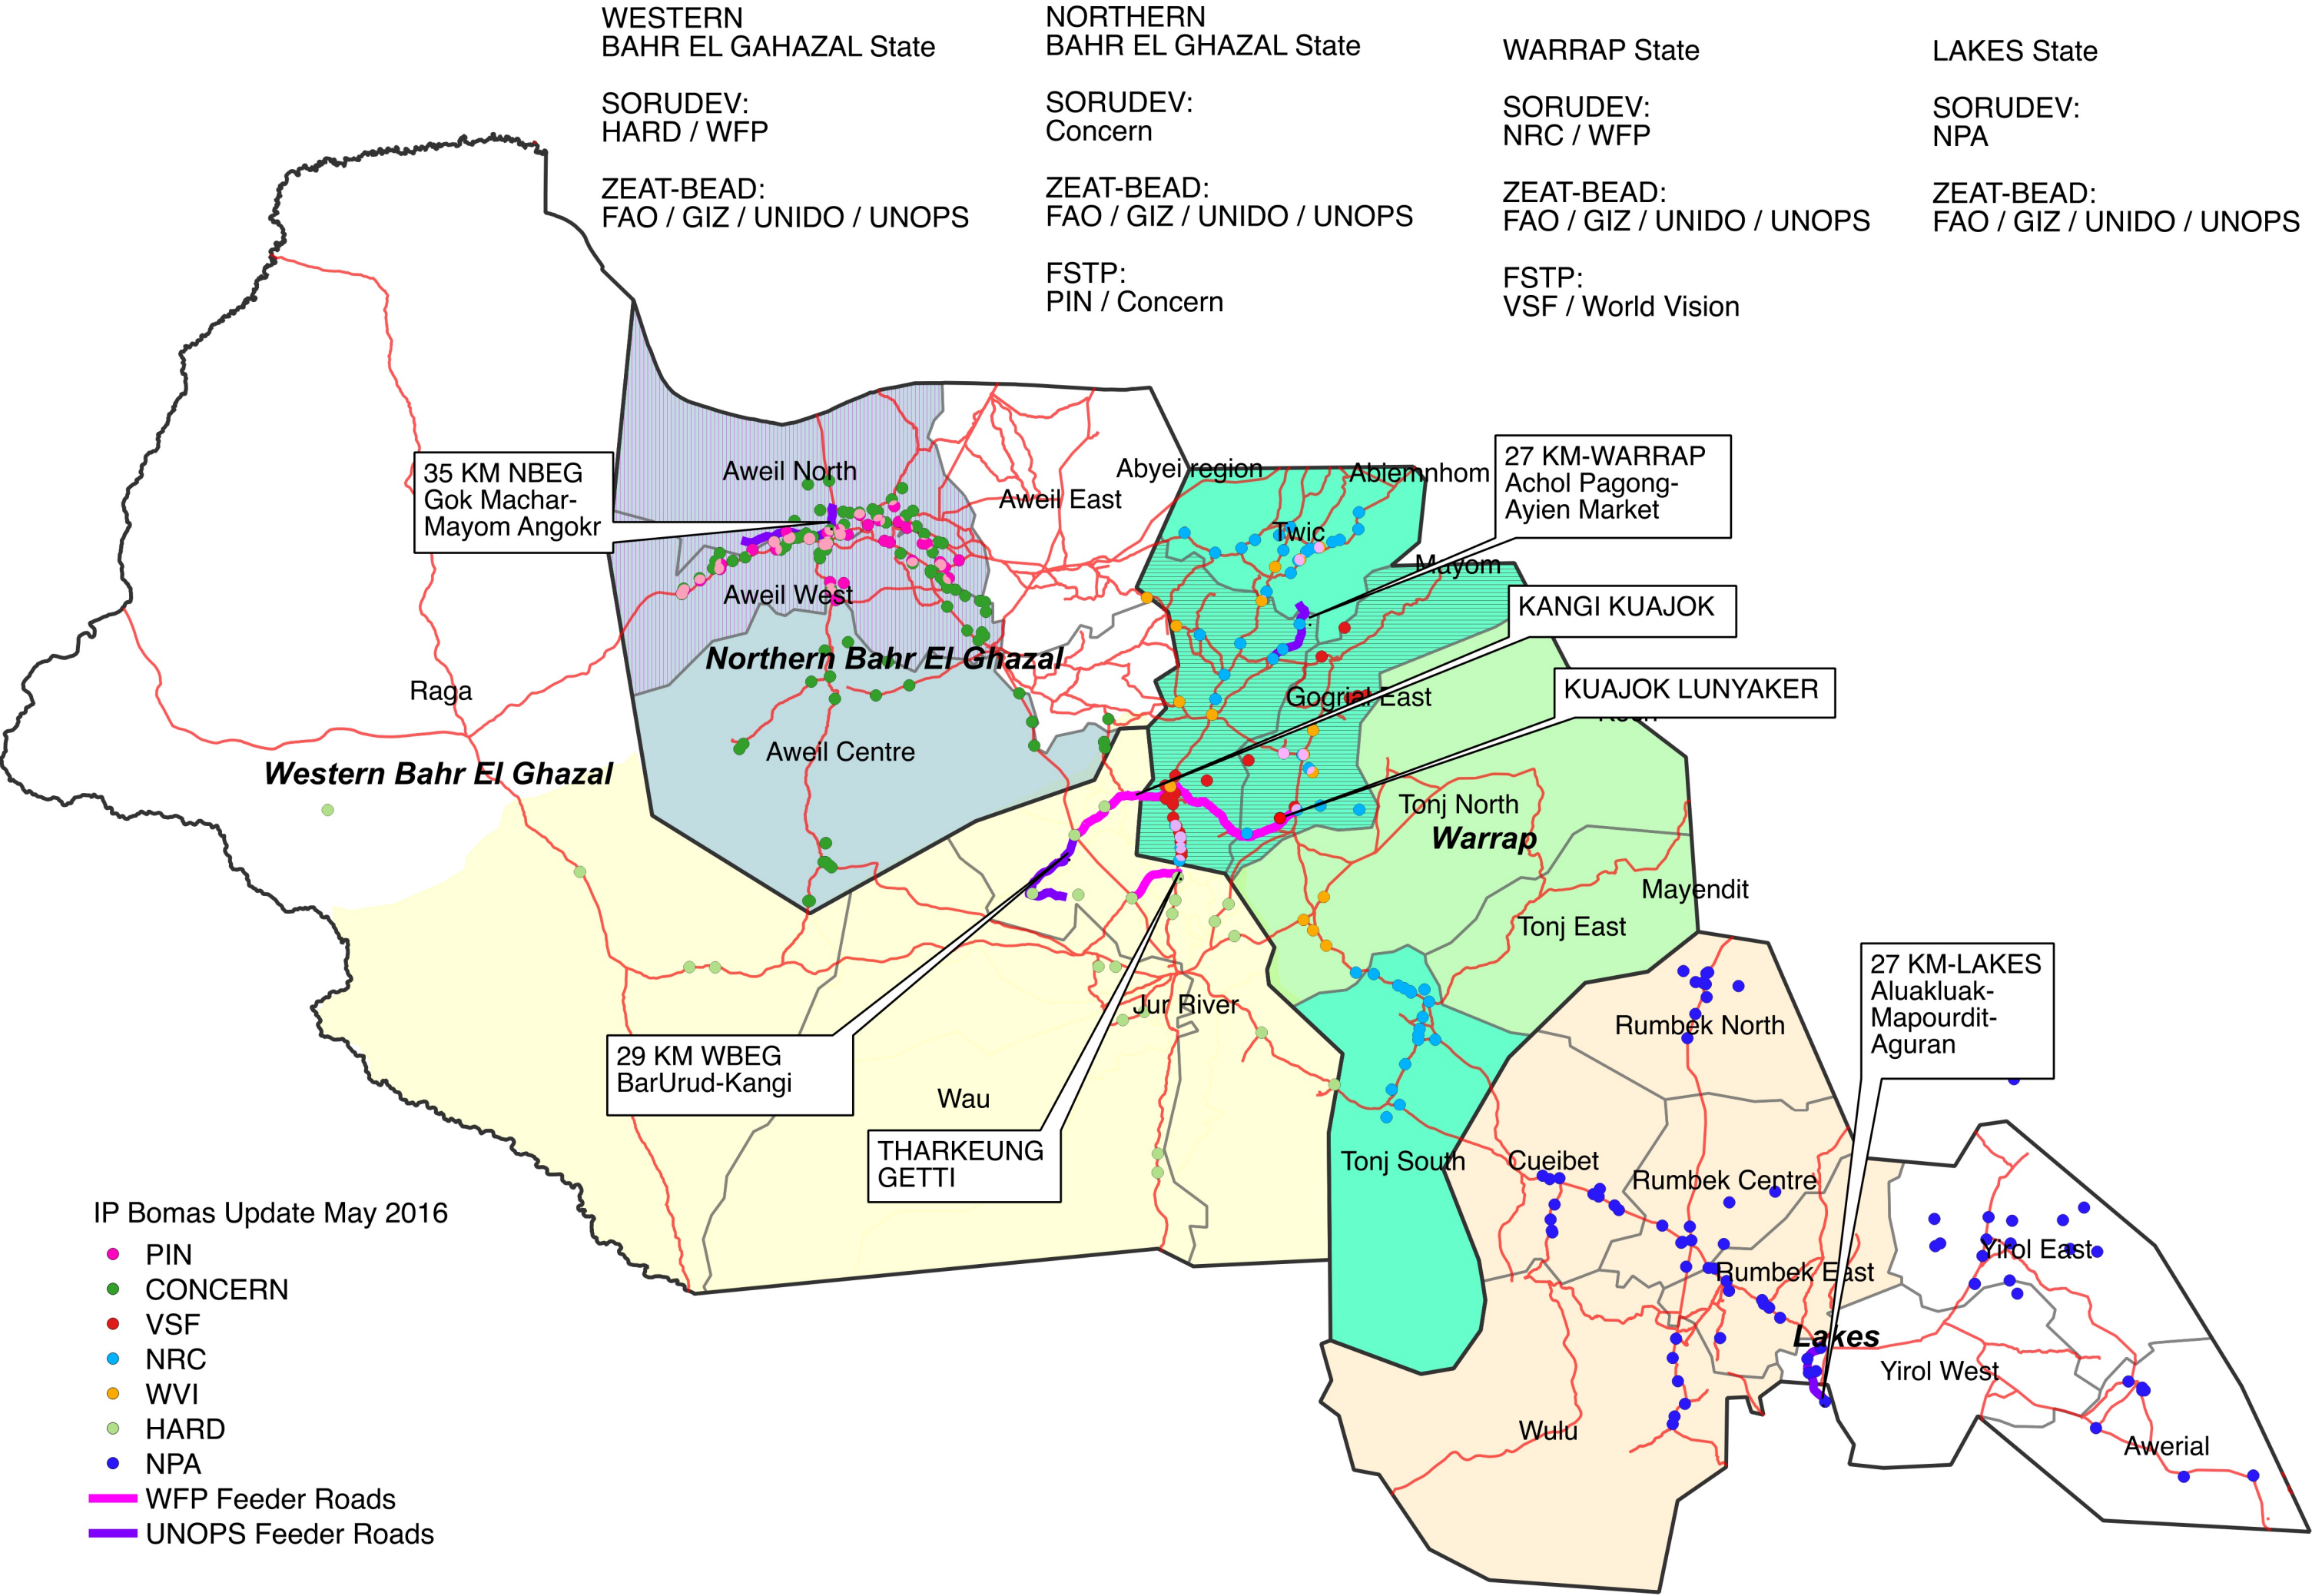 WESTERN
BAHR EL GAHAZAL State
SORUDEV:
HARD / WFP
ZEAT-BEAD:
FAO / GIZ / UNIDO / UNOPS
NORTHERN
BAHR EL GHAZAL State
SORUDEV:
Concern
ZEAT-BEAD:
FAO / GIZ / UNIDO / UNOPS
FSTP:
PIN / Concern
WARRAP State
SORUDEV:
NRC / WFP
ZEAT-BEAD:
FAO / GIZ / UNIDO / UNOPS
FSTP:
VSF / World Vision
LAKES State
SORUDEV:
NPA
ZEAT-BEAD:
FAO / GIZ / UNIDO / UNOPS
35 KM NBEG
Gok Machar-
Mayom Angokr
Aweil North
Aweil East
Abyei region
Abiemnhom
27 KM-WARRAP
Achol Pagong-
Ayien Market
Twic
Mayom
Aweil West
KANGI KUAJOK
Northern Bahr El Ghazal
Raga
Gogrial East
KUAJOK LUNYAKER
Aweil Centre
Western Bahr El Ghazal
Tonj North
Warrap
Mayendit
Tonj East
27 KM-LAKES
Aluakluak-
Mapourdit-
Aguran
Jur River
Rumbek North
29 KM WBEG
BarUrud-Kangi
Wau
THARKEUNG
GETTI
Tonj South
Cueibet
Rumbek Centre
Yirol East
Rumbek East
Lakes
Yirol West
Wulu
Awerial
IP Bomas Update May 2016
PIN
CONCERN
VSF
NRC
WVI
HARD
NPA
WFP Feeder Roads
UNOPS Feeder Roads